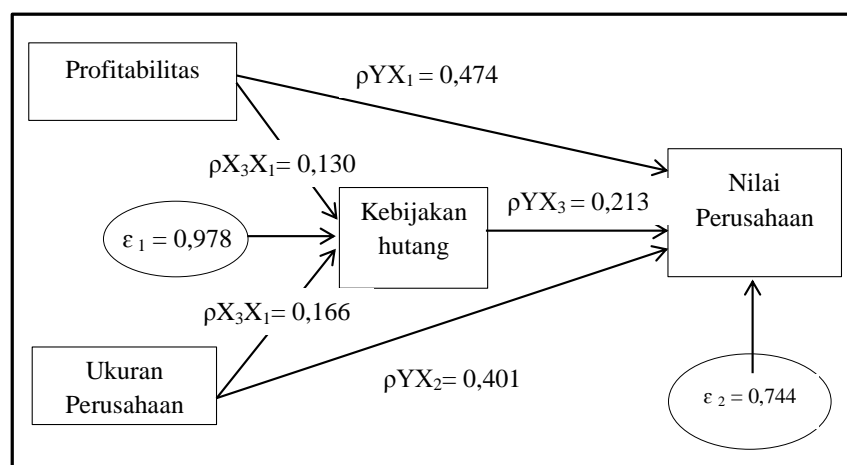 Profitabilitas
ρYX₁ = 0,474
ρX₃X₁= 0,130
Nilai
Perusahaan
Kebijakan
hutang
ρYX₃ = 0,213
ε ₁ = 0,978
ρX₃X₁= 0,166
Ukuran
Perusahaan
ρYX₂= 0,401
ε ₂ = 0,744